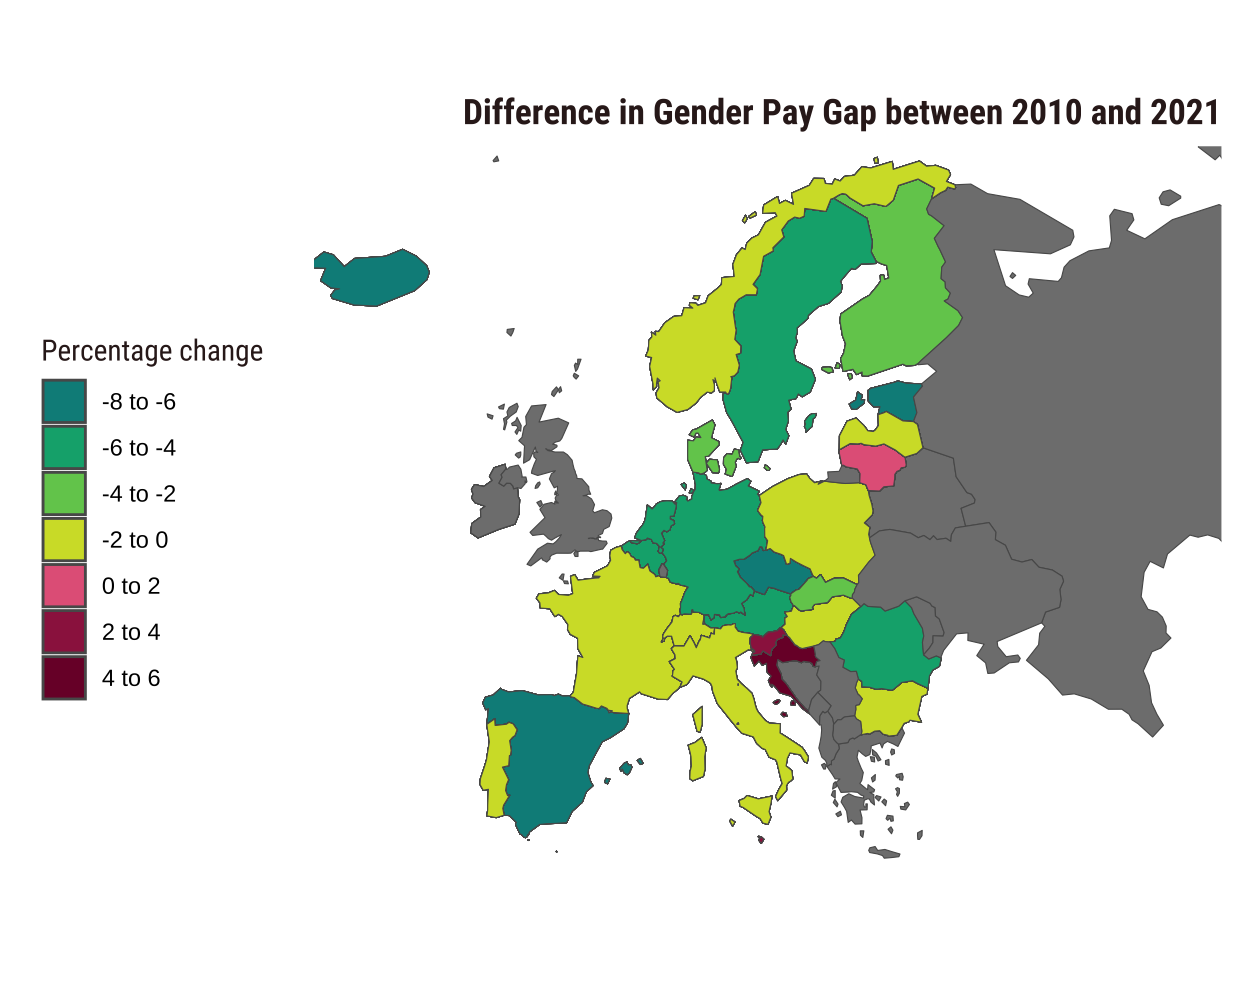 Difference in Gender Pay Gap between 2010 and 2021
Percentage change
-8 to -6
-6 to -4
-4 to -2
-2 to 0
0 to 2
2 to 4
4 to 6